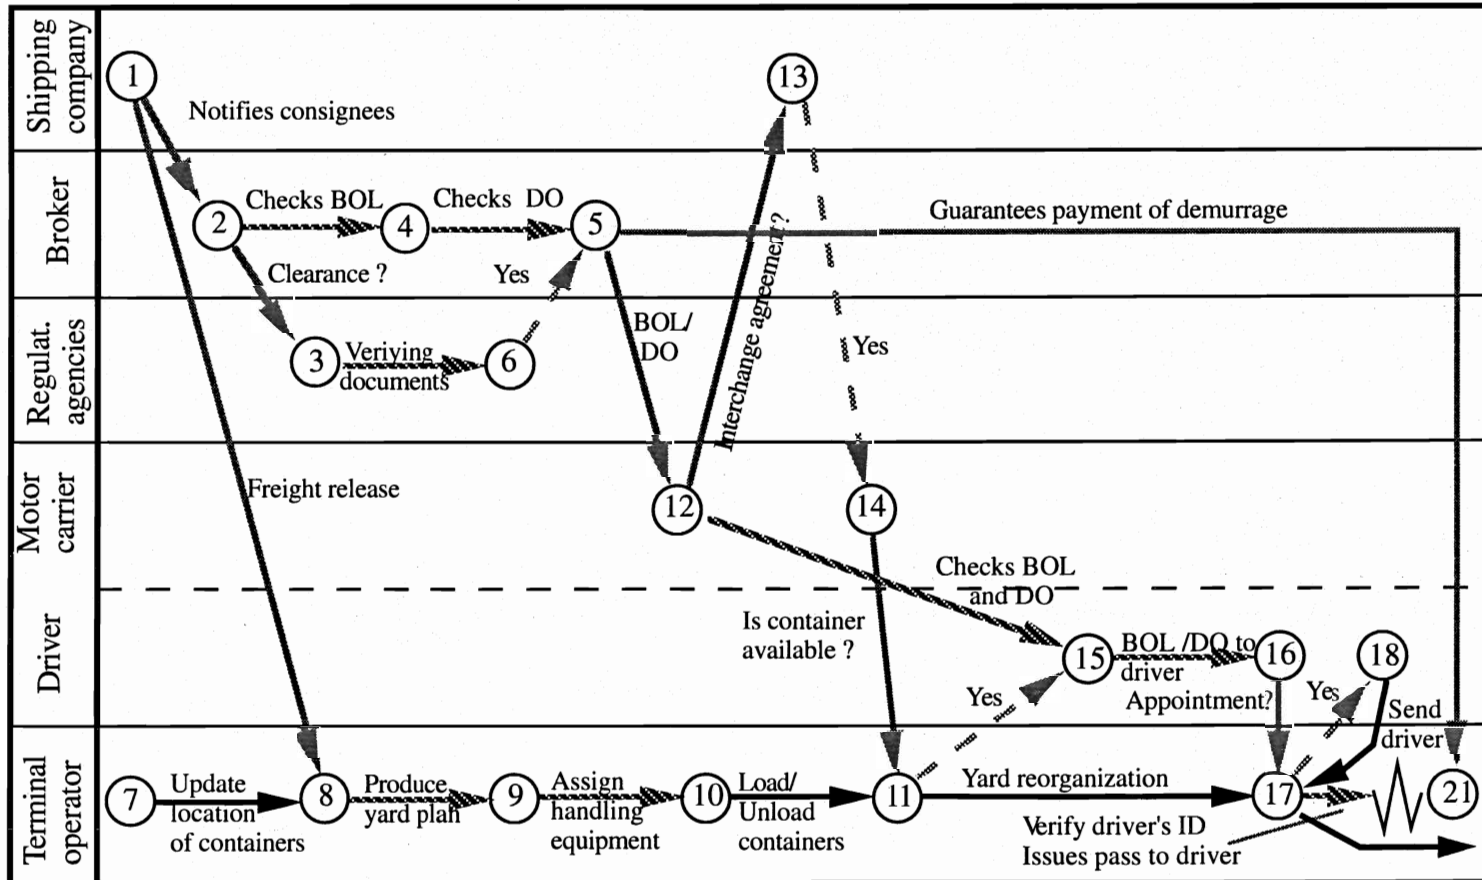 Shipping
company
1
13
Notifies consignees
Broker
2
Checks BOL
4
Checks DO
5
Guarantees payment of demurrage
Clearance ?
Yes
Interchange agreement?
Regulat.
agencies
3
Veriying
documents
6
BOL/
DO
Yes
Motor
carrier
Freight release
12
14
Checks BOL
and DO
Driver
Is container
available ?
15
BOL /DO to
driver
16
18
Yes
Appointment?
Yes
Send
driver
Terminal
operator
7
Update
location
of containers
8
Produce
yard plan
9
Assign
handling
equipment
10
Load/
Unload
containers
11
Yard reorganization
17
21
Verify driver's ID
Issues pass to driver